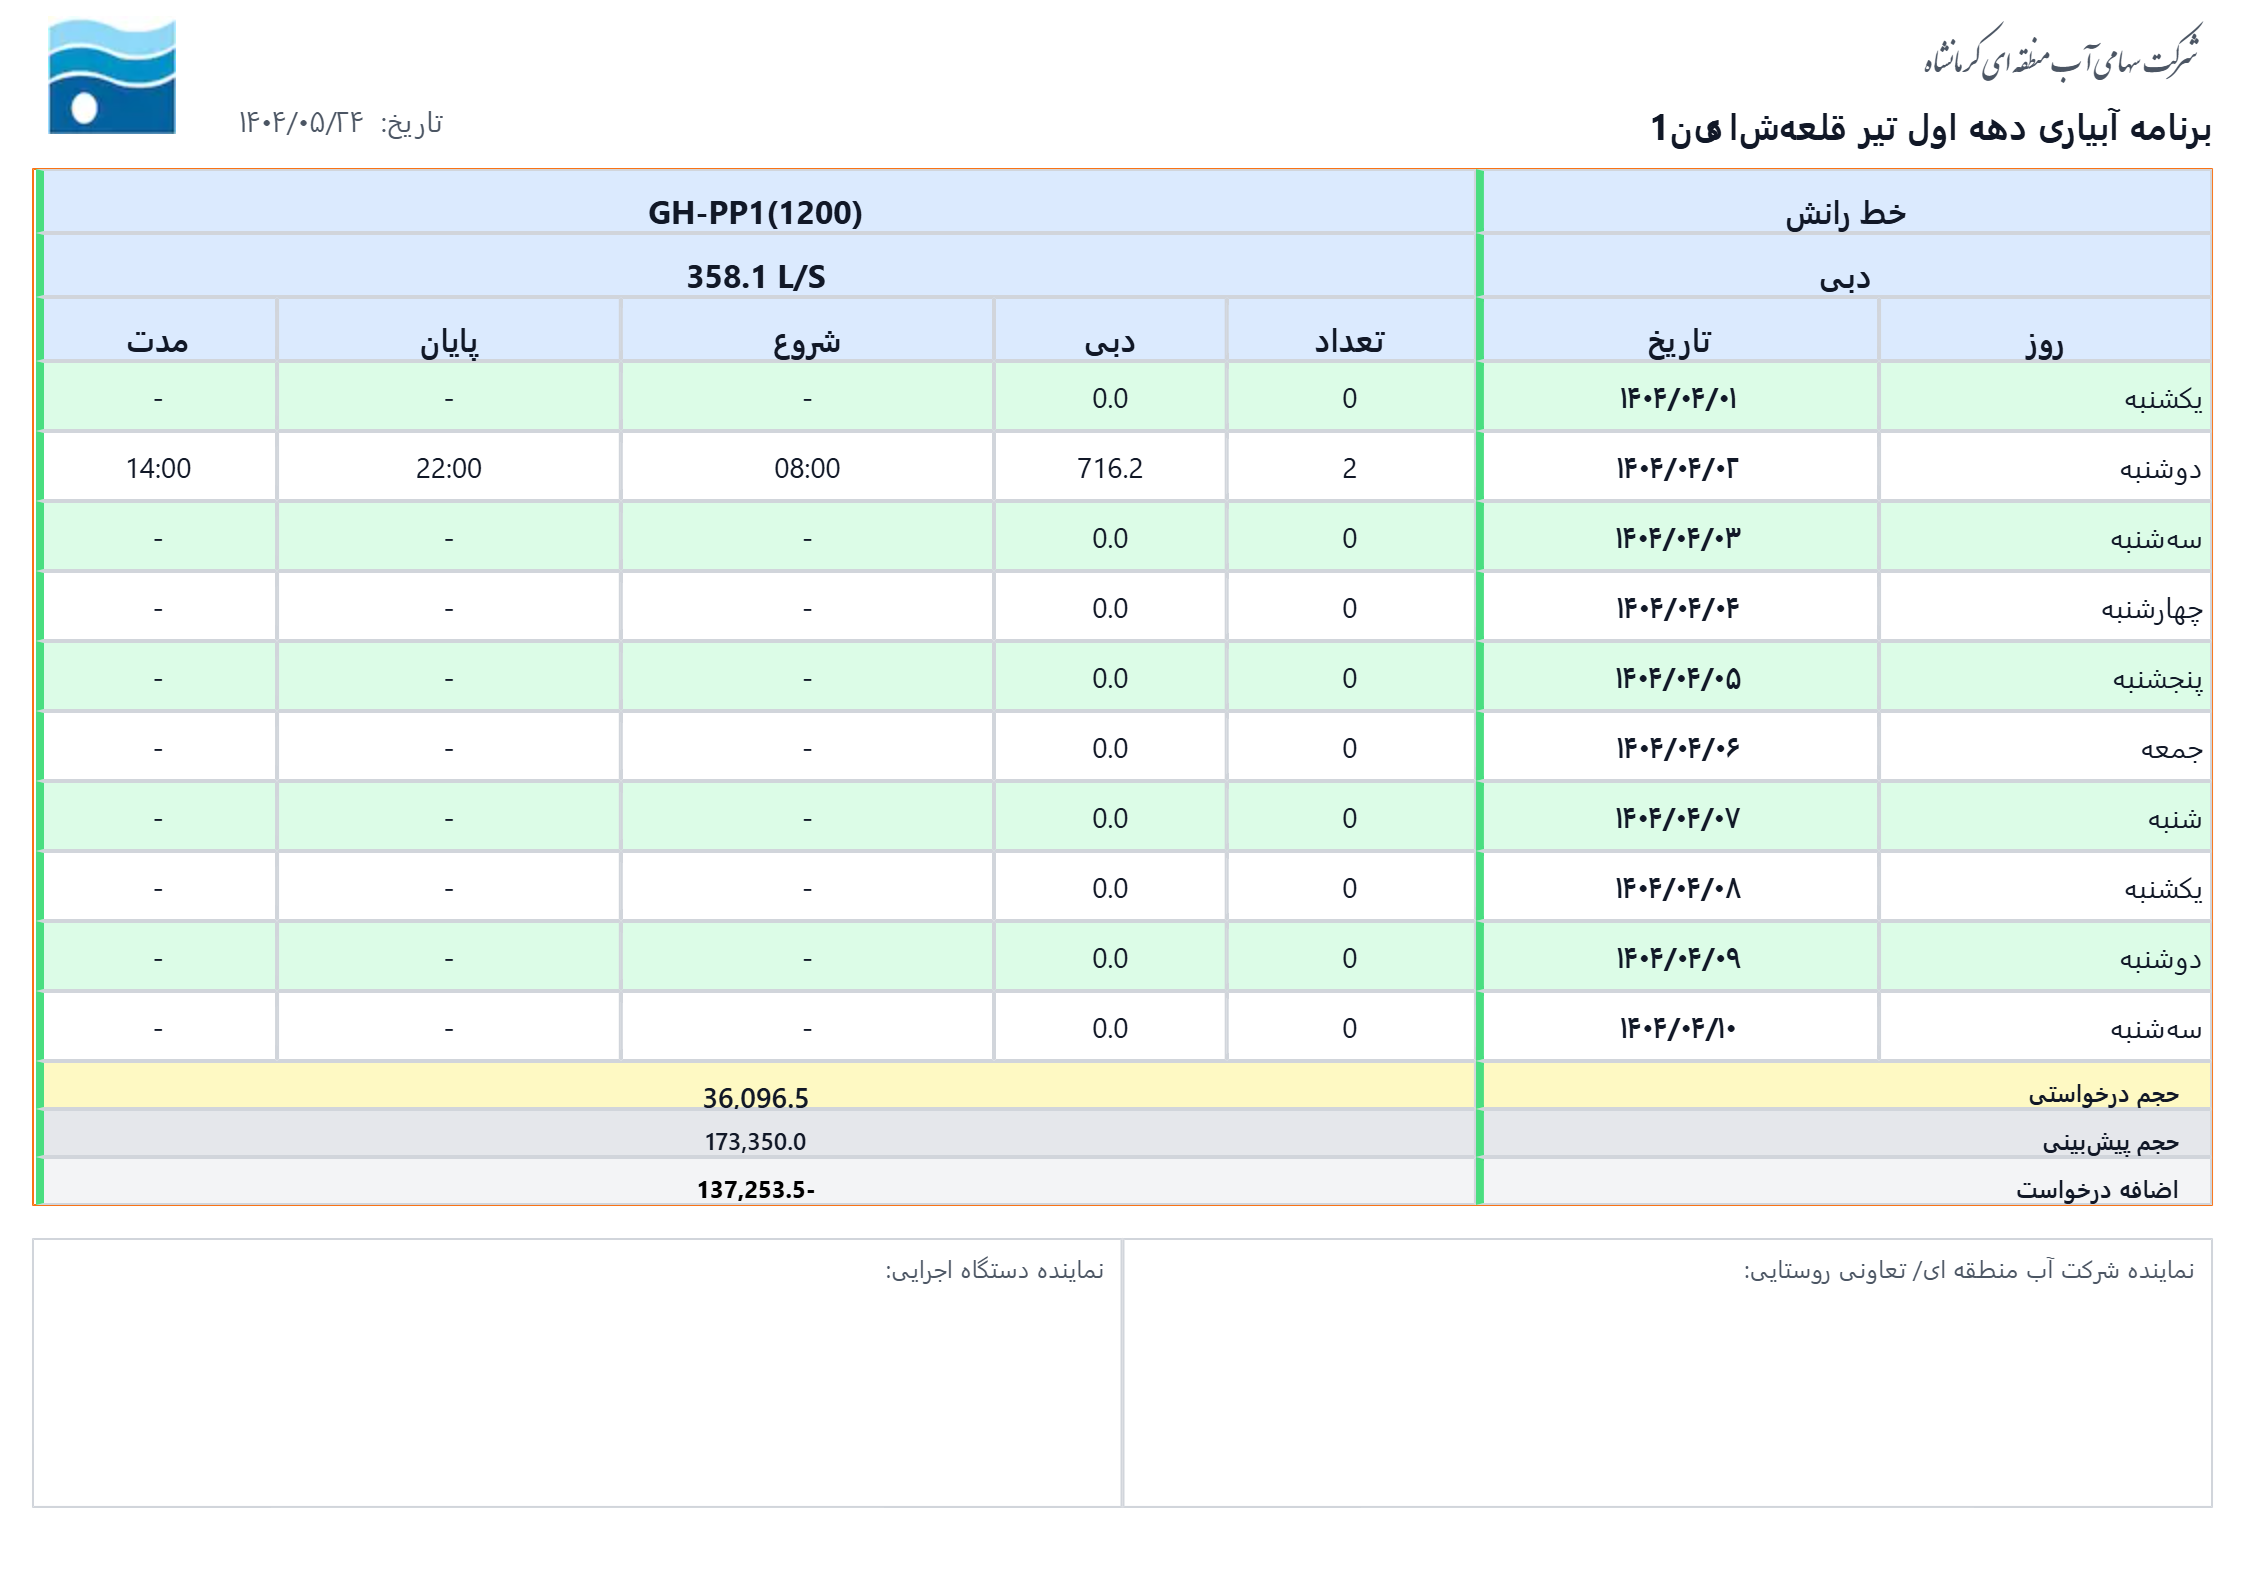 شرکت سهامی آب منطقه ای کرمانشاه
برنامه آبیاری دهه اول تیر قلعه‌ش
تاریخ: ۱۴۰۴/۰۵/۲۴
خط رانش GH-PP1(1200)
دبی 358.1 L/S
روز تاریخ تعداد دبی شروع پایان مدت
یکشنبه ۱۴۰۴/۰۴/۰۱ 0 0.0 - - -
دوشنبه ۱۴۰۴/۰۴/۰۲ 2 716.2 08:00 22:00 14:00
سه‌شنبه ۱۴۰۴/۰۴/۰۳ 0 0.0 - - -
چهارشنبه ۱۴۰۴/۰۴/۰۴ 0 0.0 - - -
پنجشنبه ۱۴۰۴/۰۴/۰۵ 0 0.0 - - -
جمعه ۱۴۰۴/۰۴/۰۶ 0 0.0 - - -
شنبه ۱۴۰۴/۰۴/۰۷ 0 0.0 - - -
یکشنبه ۱۴۰۴/۰۴/۰۸ 0 0.0 - - -
دوشنبه ۱۴۰۴/۰۴/۰۹ 0 0.0 - - -
سه‌شنبه ۱۴۰۴/۰۴/۱۰ 0 0.0 - - -
حجم درخواستی 36,096.5
حجم پیش‌بینی 173,350.0
اضافه درخواست 137,253.5-
نماینده شرکت آب منطقه ای/ تعاونی روستایی:
نماینده دستگاه اجرایی: